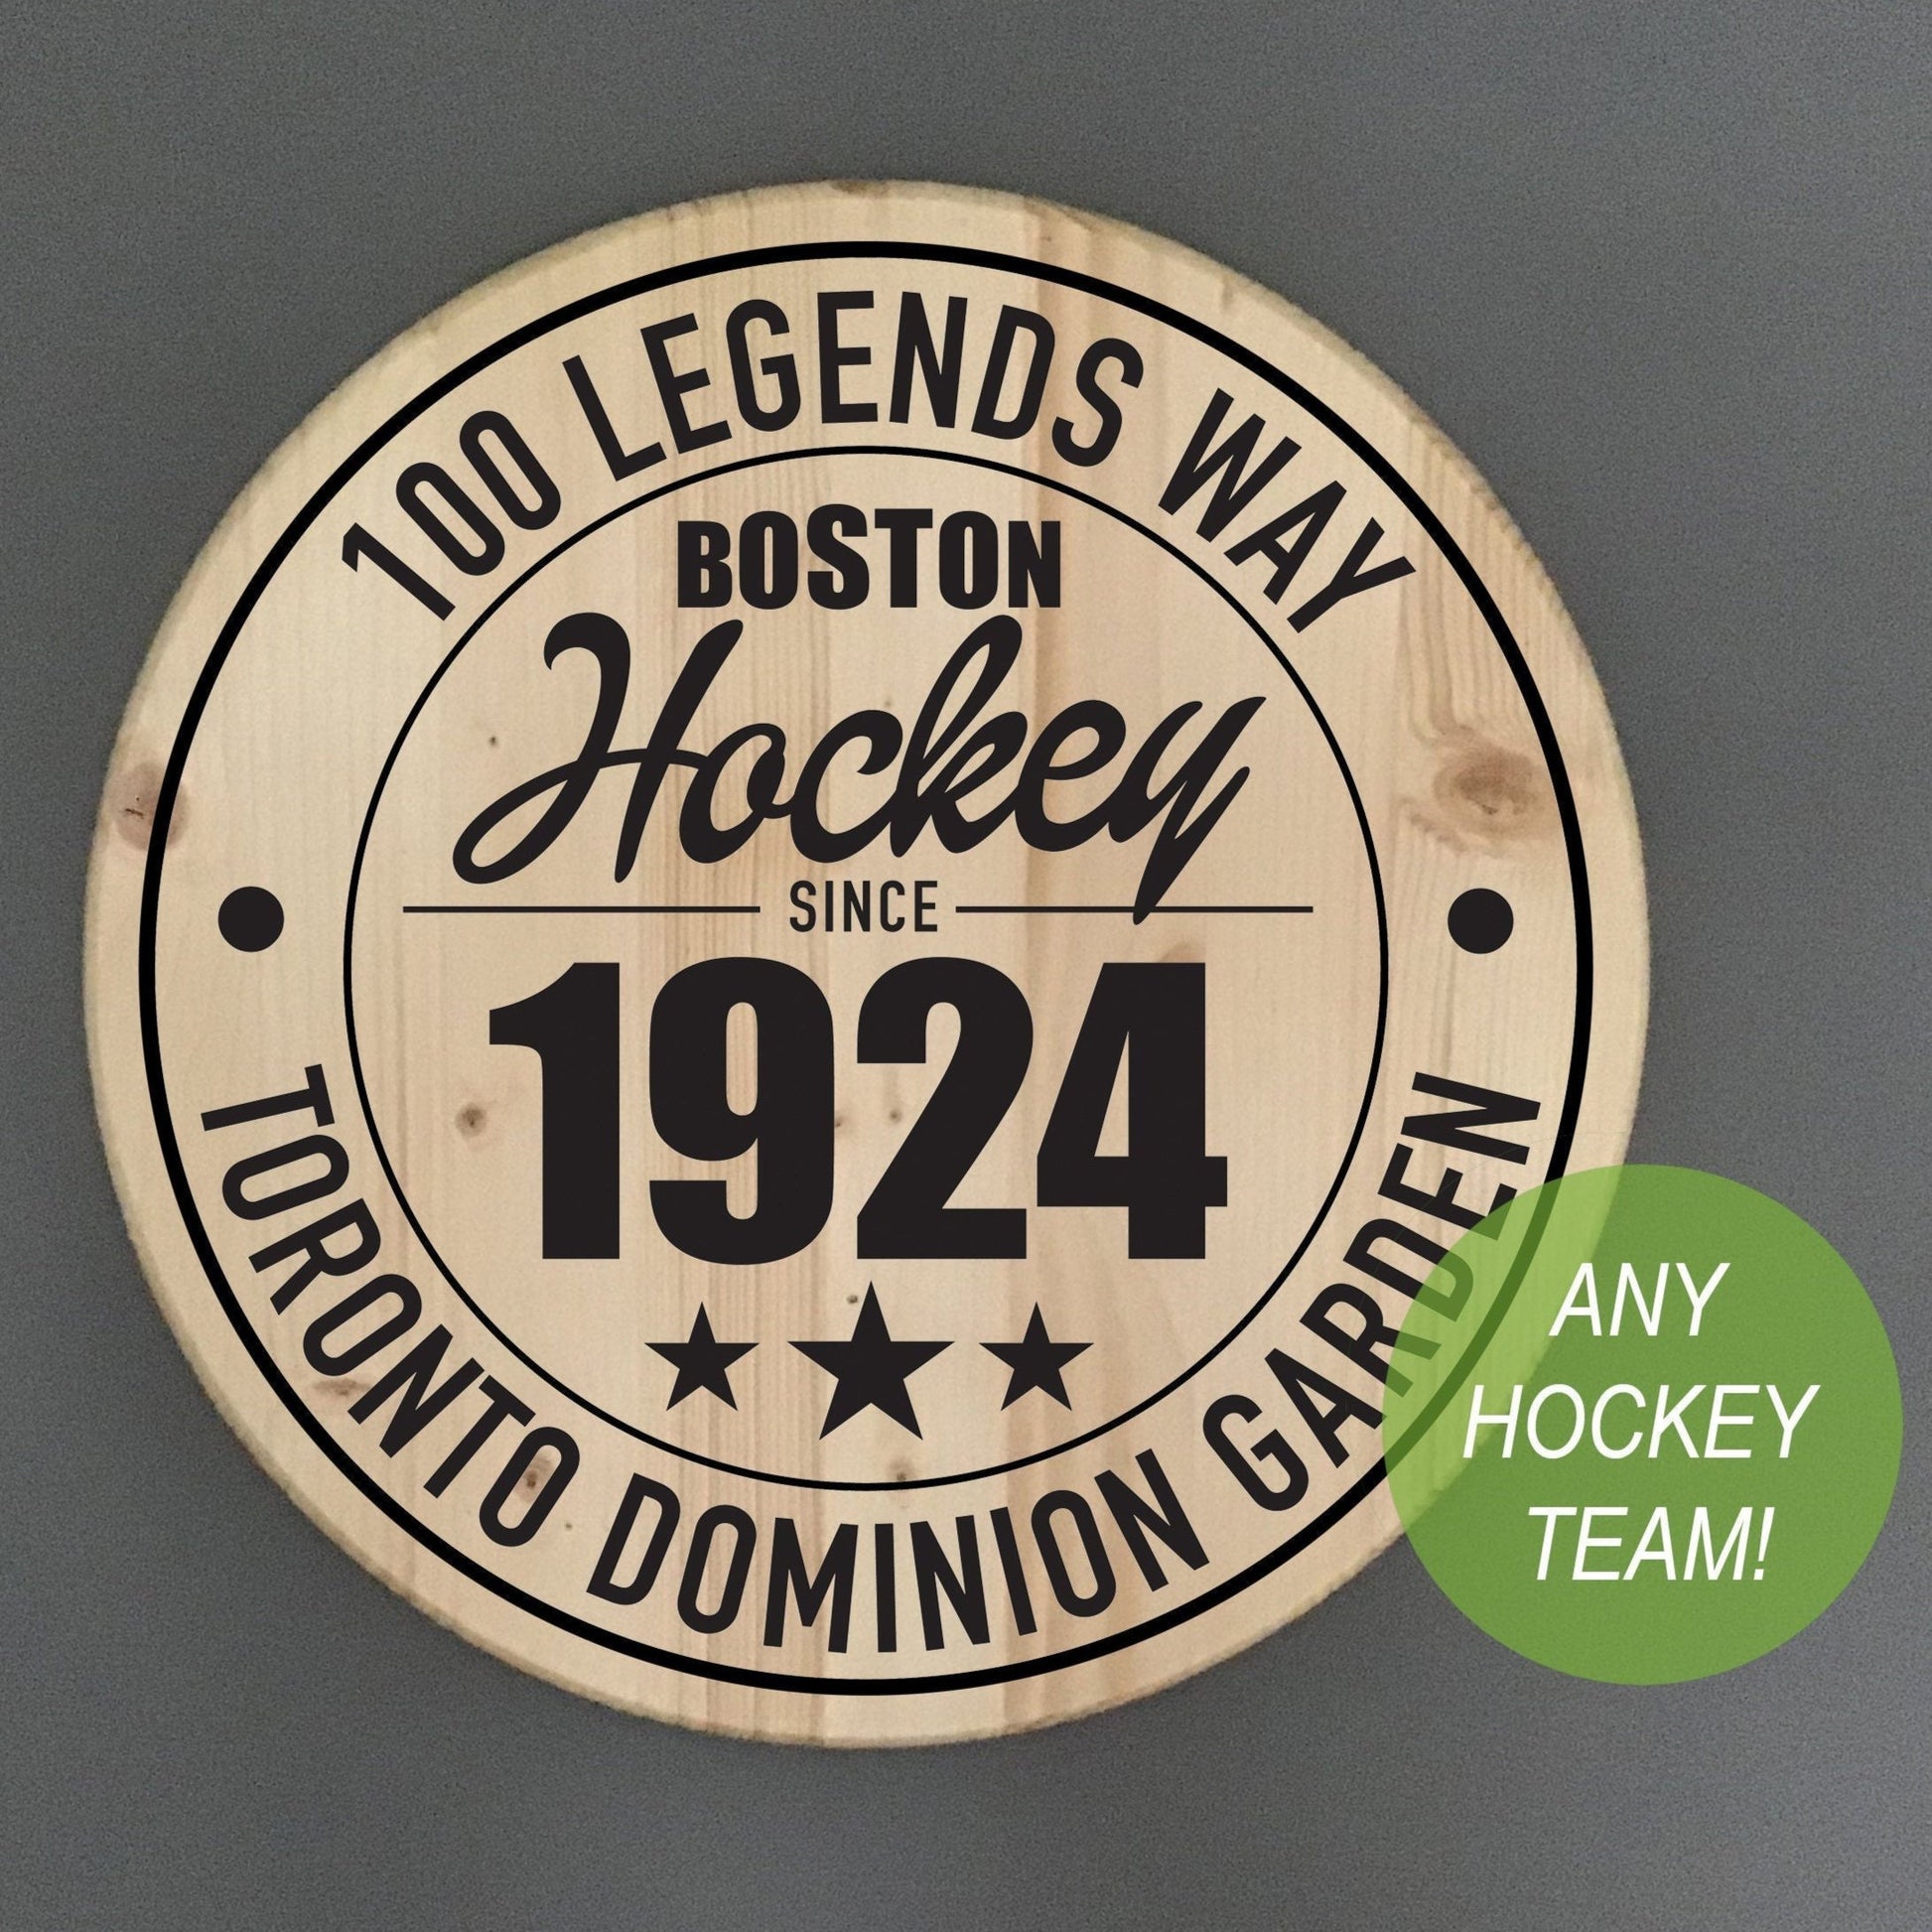 100 LEGENDS WAY
BOSTON
Hockey
SINCE
1924
TORONTO DOMINION GARDEN
ANY
HOCKEY
TEAM!